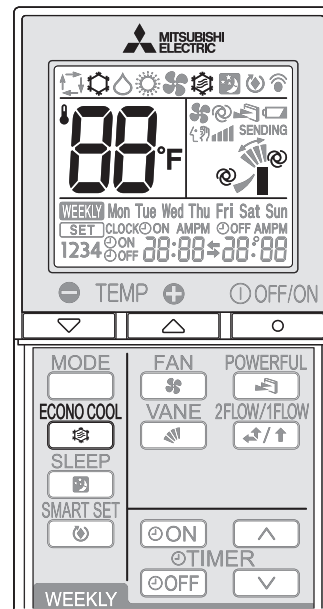 MITSUBISHI
ELECTRIC
88°F
SENDING
WEEKLY Mon Tue Wed Thu Fri Sat Sun
SET CLOCK ON AMPM OFF AMPM
1234 ON OFF 88:88 88:88
TEMP OFF/ON
MODE FAN POWERFUL
ECONO COOL VANE 2FLOW/1FLOW
SLEEP
SMART SET
ON
TIMER
OFF
WEEKLY